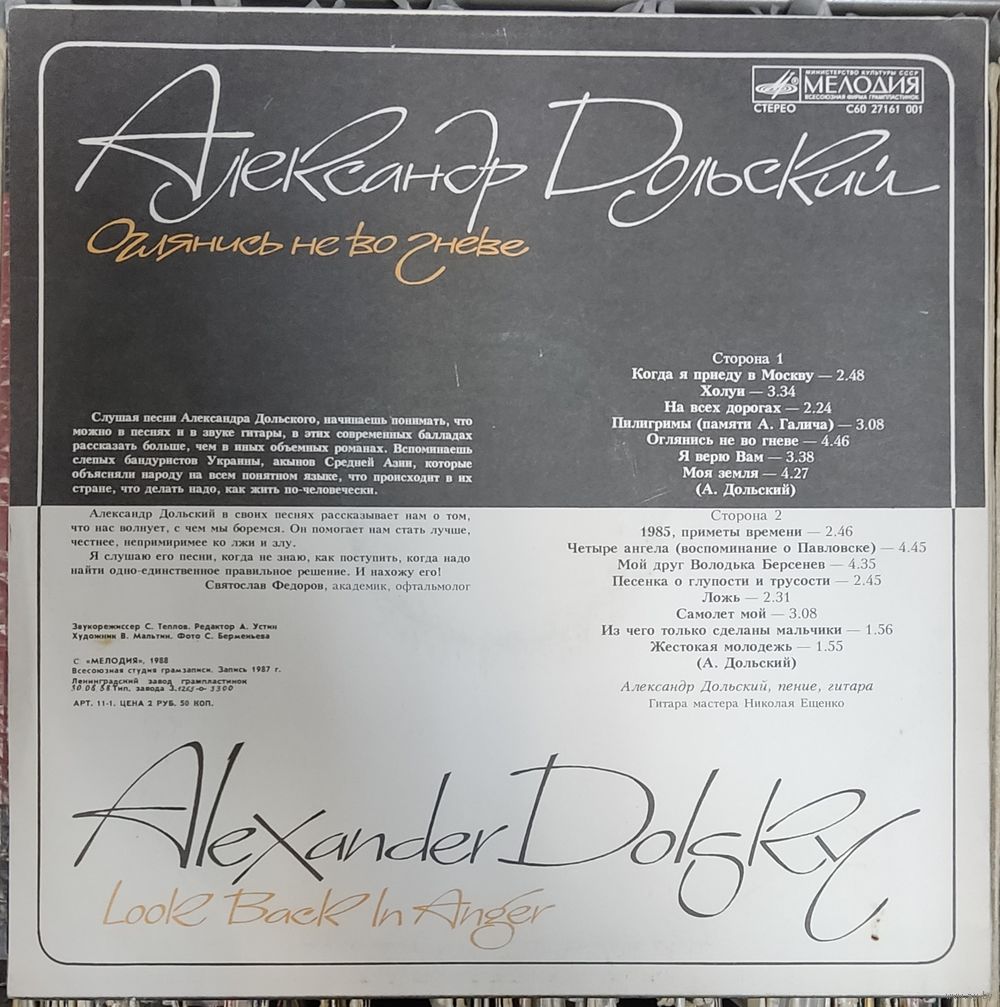 МИНИСТЕРСТВО КУЛЬТУРЫ СССР
МЕЛОДИЯ
ВСЕСОЮЗНАЯ ФИРМА ГРАМПЛАСТИНОК
СТЕРЕО С60 27161 001
Александр Дольский
Оглянись не во гневе
Сторона 1
Когда я приеду в Москву — 2.48
Холуи — 3.34
На всех дорогах — 2.24
Пилигримы (памяти А. Галича) — 3.08
Оглянись не во гневе — 4.46
Я верю Вам — 3.38
Моя земля — 4.27
(А. Дольский)
Слушая песни Александра Дольского, начинаешь понимать, что
можно в песнях и в звуке гитары, в этих современных балладах
рассказать больше, чем в иных объемных романах. Вспоминаешь
слепых бандуристов Украины, акынов Средней Азии, которые
объясняли народу на всем понятном языке, что происходит в их
стране, что делать надо, как жить по-человечески.
Александр Дольский в своих песнях рассказывает нам о том,
что нас волнует, с чем мы боремся. Он помогает нам стать лучше,
честнее, непримиримее ко лжи и злу.
Я слушаю его песни, когда не знаю, как поступить, когда надо
найти одно-единственное правильное решение. И нахожу его!
Святослав Федоров, академик, офтальмолог
Сторона 2
1985, приметы времени — 2.46
Четыре ангела (воспоминание о Павловске) — 4.45
Мой друг Володька Берсенев — 4.35
Песенка о глупости и трусости — 2.45
Ложь — 2.31
Самолет мой — 3.08
Из чего только сделаны мальчики — 1.56
Жестокая молодежь — 1.55
(А. Дольский)
Александр Дольский, пение, гитара
Гитара мастера Николая Ещенко
Звукорежиссер С. Теплов. Редактор А. Устин
Художник В. Мальтин. Фото С. Берменьева
С «МЕЛОДИЯ», 1988
Всесоюзная студия грамзаписи. Запись 1987 г.
Ленинградский завод грампластинок
Тип. завода
АРТ. 11-1. ЦЕНА 2 РУБ. 50 КОП.
Alexander Dolsky
Look Back In Anger